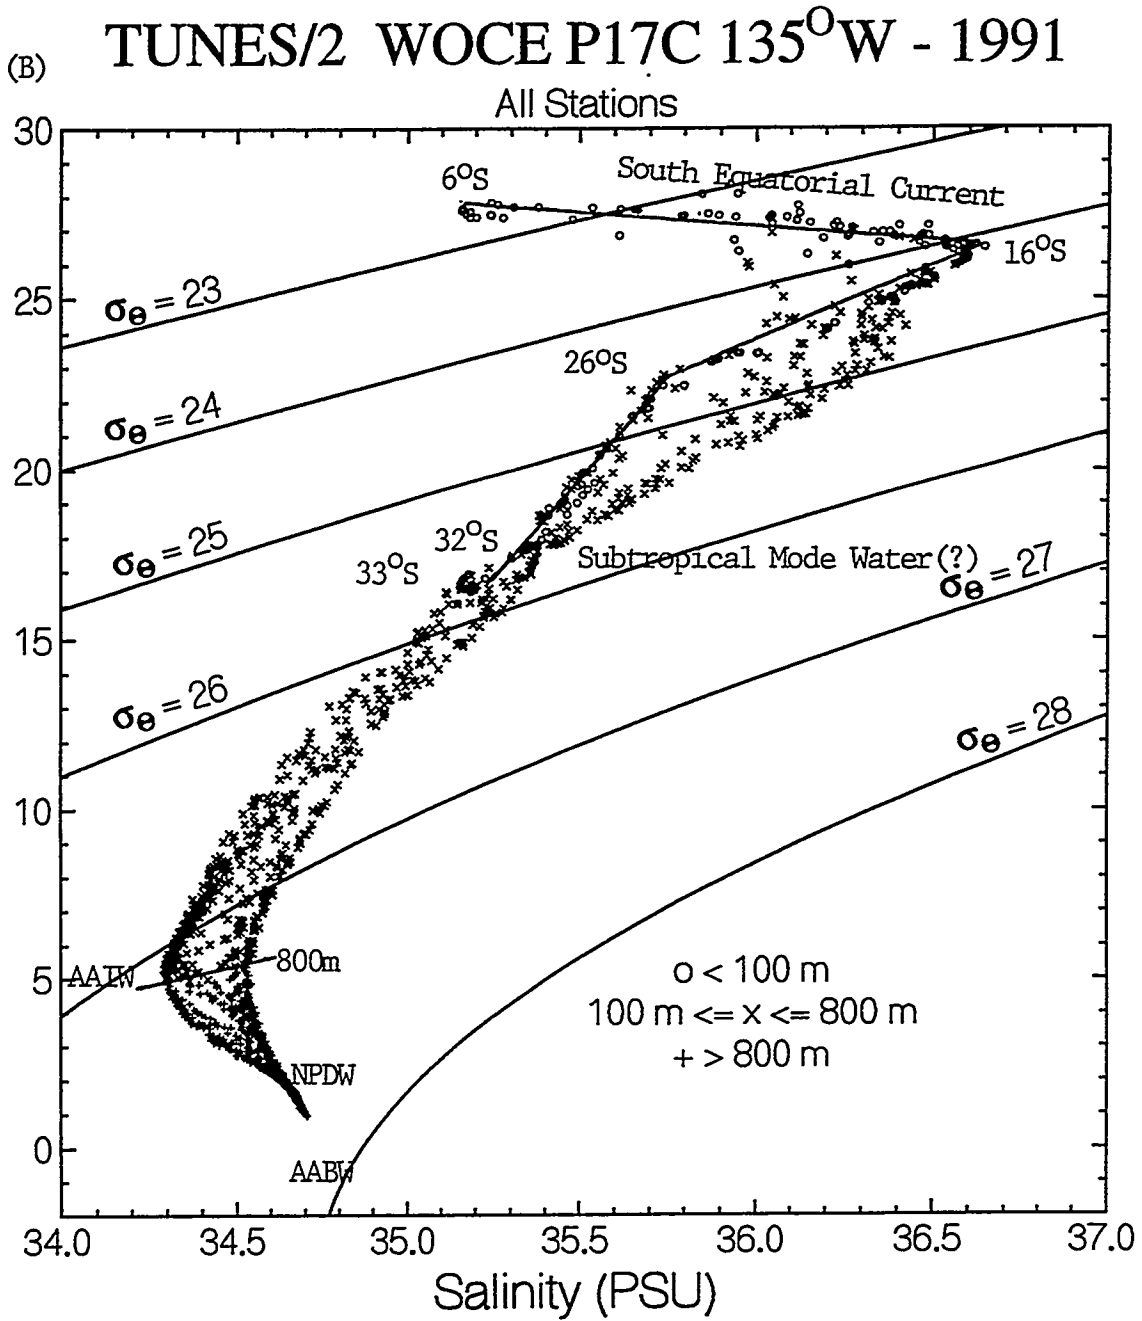 (B)
TUNES/2 WOCE P17C 135°W - 1991
All Stations
30
6°S
South Equatorial Current
16°S
25
σΘ = 23
26°S
σΘ = 24
20
σΘ = 25
32°S
33°S
Subtropical Mode Water(?)
σΘ = 27
15
σΘ = 26
σΘ = 28
10
AAIW
800m
5
o < 100 m
100 m <= x <= 800 m
+ > 800 m
NPDW
0
AABW
34.0 34.5 35.0 35.5 36.0 36.5 37.0
Salinity (PSU)